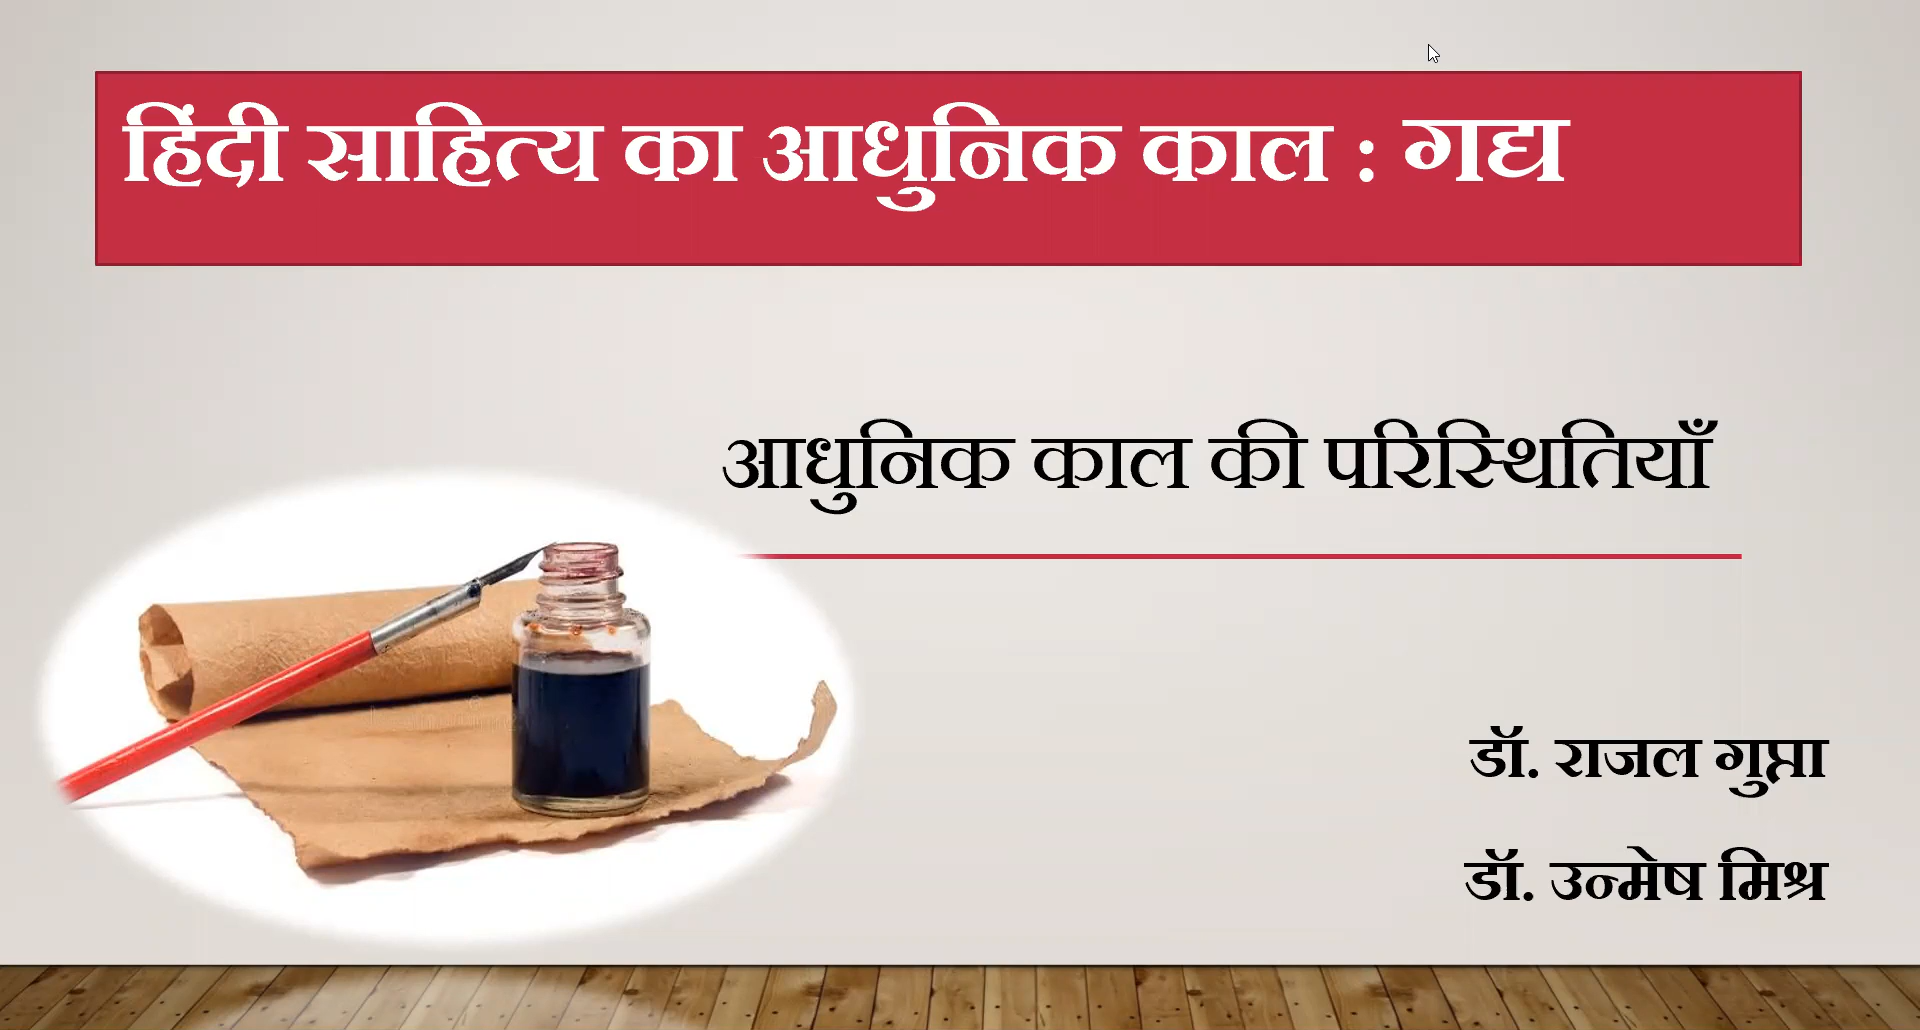 हिंदी साहित्य का आधुनिक काल : गद्य
आधुनिक काल की परिस्थितियाँ
डॉ. राजल गुप्ता
डॉ. उन्मेष मिश्र